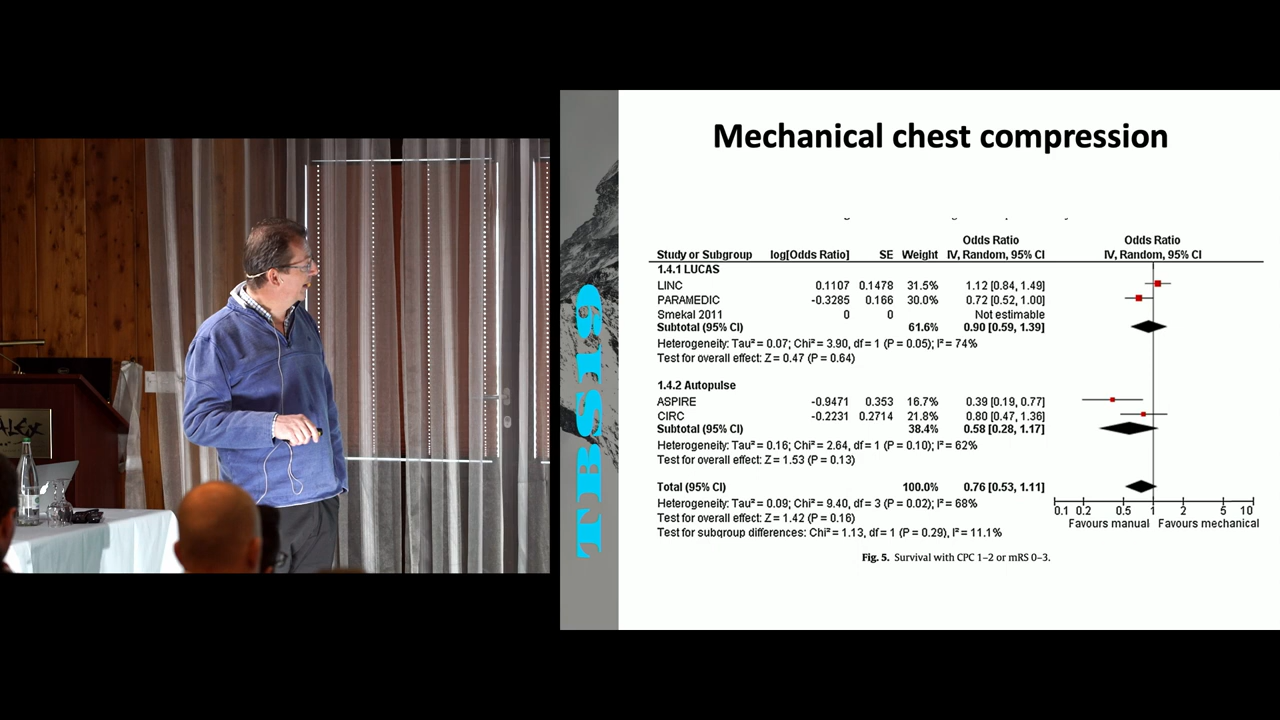 Mechanical chest compression
Odds Ratio Odds Ratio
Study or Subgroup log[Odds Ratio] SE Weight IV, Random, 95% CI IV, Random, 95% CI
1.4.1 LUCAS
LINC 0.1107 0.1478 31.5% 1.12 [0.84, 1.49]
PARAMEDIC -0.3285 0.166 30.0% 0.72 [0.52, 1.00]
Smekal 2011 0 0 Not estimable
Subtotal (95% CI) 61.6% 0.90 [0.59, 1.39]
Heterogeneity: Tau² = 0.07; Chi² = 3.90, df = 1 (P = 0.05); I² = 74%
Test for overall effect: Z = 0.47 (P = 0.64)
1.4.2 Autopulse
ASPIRE -0.9471 0.353 16.7% 0.39 [0.19, 0.77]
CIRC -0.2231 0.2714 21.8% 0.80 [0.47, 1.36]
Subtotal (95% CI) 38.4% 0.58 [0.28, 1.17]
Heterogeneity: Tau² = 0.16; Chi² = 2.64, df = 1 (P = 0.10); I² = 62%
Test for overall effect: Z = 1.53 (P = 0.13)
Total (95% CI) 100.0% 0.76 [0.53, 1.11]
Heterogeneity: Tau² = 0.09; Chi² = 9.40, df = 3 (P = 0.02); I² = 68%
Test for overall effect: Z = 1.42 (P = 0.16)
Test for subgroup differences: Chi² = 1.13, df = 1 (P = 0.29), I² = 11.1%
0.1 0.2 0.5 1 2 5 10
Favours manual Favours mechanical
Fig. 5. Survival with CPC 1–2 or mRS 0–3.
TBS19